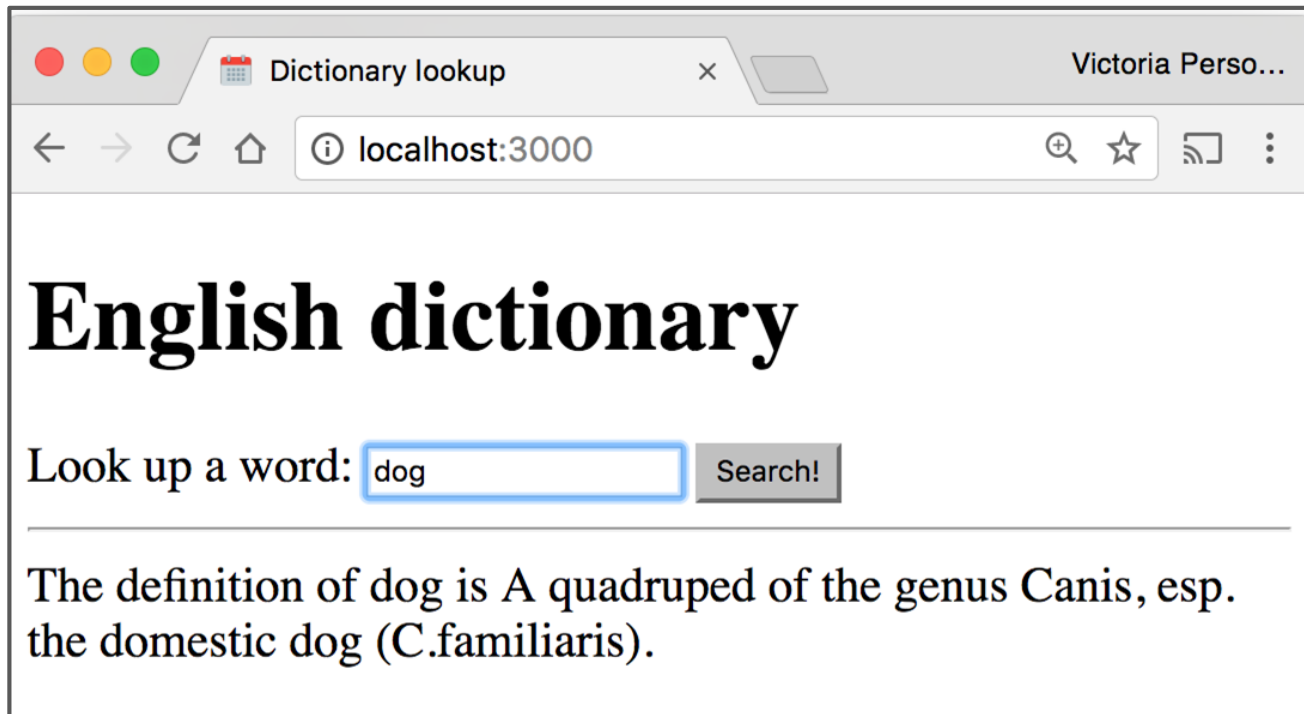 Dictionary lookup
Victoria Perso...
localhost:3000
English dictionary
Look up a word: dog Search!
The definition of dog is A quadruped of the genus Canis, esp.
the domestic dog (C.familiaris).